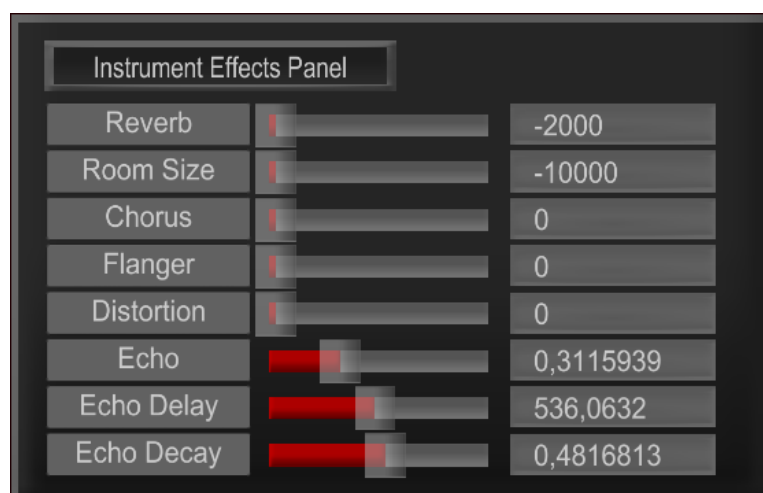 Instrument Effects Panel
Reverb -2000
Room Size -10000
Chorus 0
Flanger 0
Distortion 0
Echo 0,3115939
Echo Delay 536,0632
Echo Decay 0,4816813